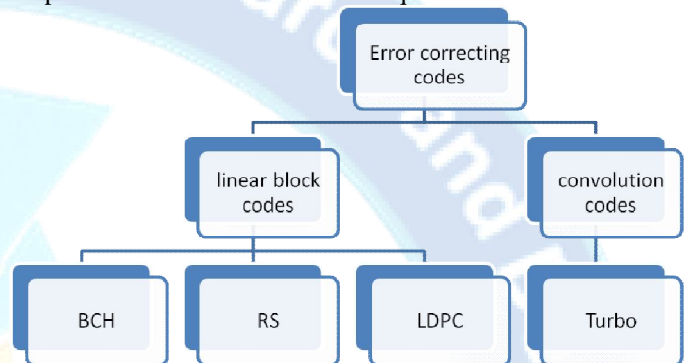 Error correcting
codes
linear block
codes
convolution
codes
BCH
RS
LDPC
Turbo